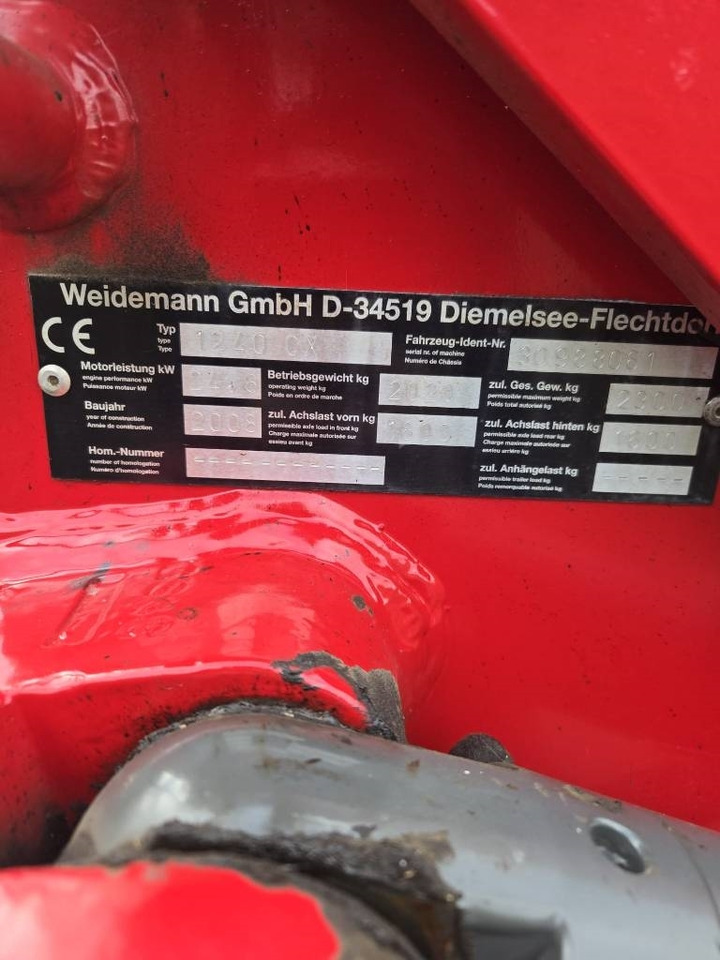 Weidemann GmbH D-34519 Diemelsee-Flechtdor
CE
Typ
type
Type
1240 CX
Fahrzeug-Ident-Nr.
serial nr. of machine
Numéro de Châssis
Motorleistung kW
engine performance kW
Puissance moteur kW
Betriebsgewicht kg
operating weight kg
Poids en ordre de marche
zul. Ges. Gew. kg
permissible maximum weight kg
Poids total autorisé kg
Baujahr
year of construction
Année de construction
2008
zul. Achslast vorn kg
permissible axle load in front kg
Charge maximale autorisée sur
essieu avant kg
zul. Achslast hinten kg
permissible axle load rear kg
Charge maximale autorisée sur
essieu arrière kg
Hom.-Nummer
number of homologation
Numéro d'homologation
------------
zul. Anhängelast kg
permissible trailer load kg
Poids remorquable autorisé kg
-----